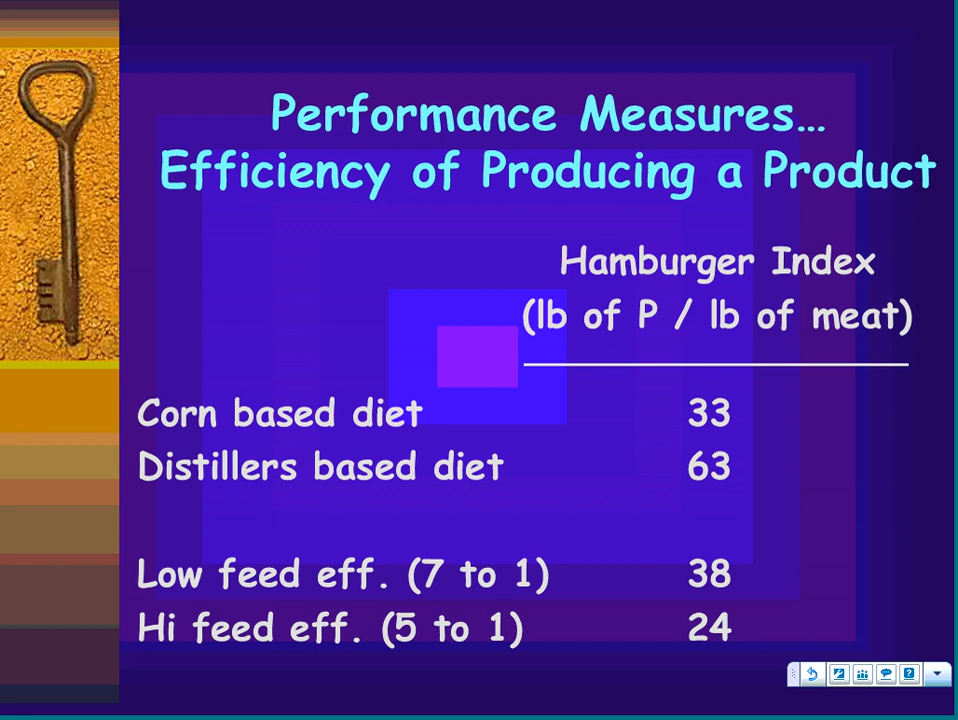 Performance Measures…
Efficiency of Producing a Product
Hamburger Index
(lb of P / lb of meat)
Corn based diet 33
Distillers based diet 63
Low feed eff. (7 to 1) 38
Hi feed eff. (5 to 1) 24